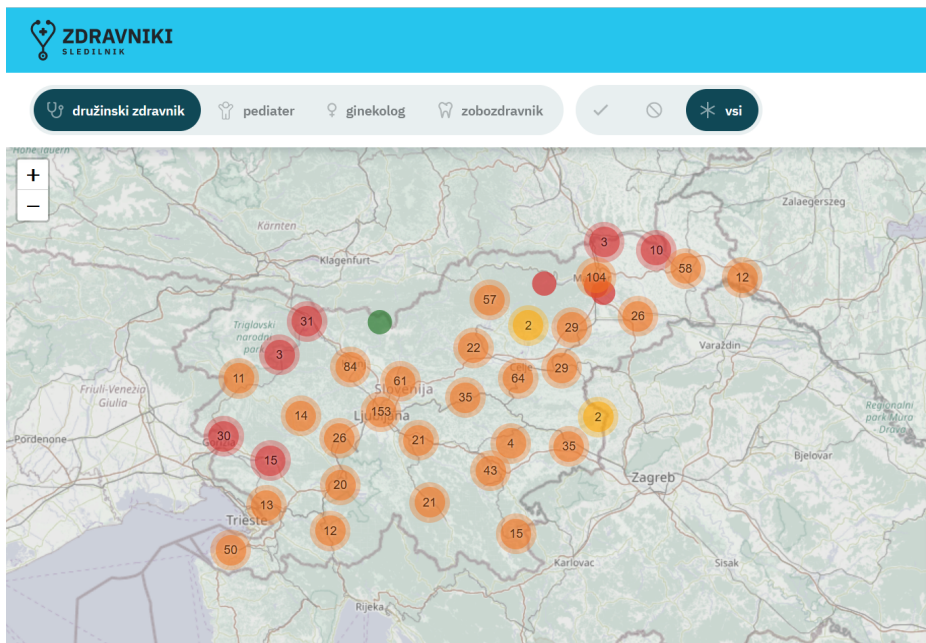 ZDRAVNIKI
SLEDILNIK
družinski zdravnik
pediater
ginekolog
zobozdravnik
vsi
+
−
Zalaegerszeg
Kärnten
Klagenfurt
3
10
58
12
104
57
31
2
29
26
Triglavski
narodni
park
3
22
Varaždin
84
61
64
29
11
Slovenija
Friuli-Venezia
Giulia
35
14
153
Ljubljana
2
Regionalni
park Mura
Drava
Pordenone
30
26
21
4
35
Bjelovar
15
43
Zagreb
20
13
21
Trieste
12
15
50
Karlovac
Sisak
Rijeka